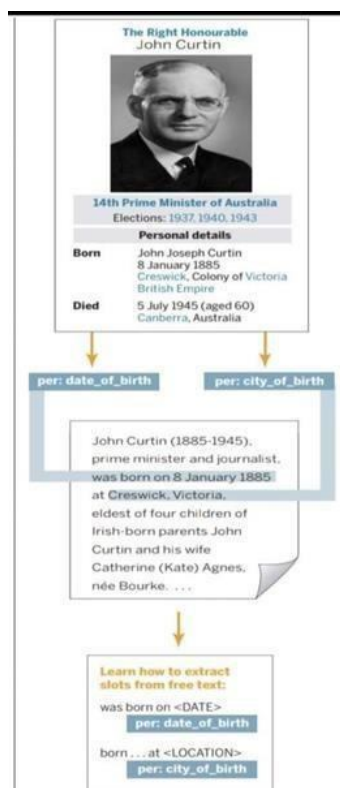 The Right Honourable
John Curtin
14th Prime Minister of Australia
Elections: 1937, 1940, 1943
Personal details
Born John Joseph Curtin
8 January 1885
Creswick, Colony of Victoria
British Empire
Died 5 July 1945 (aged 60)
Canberra, Australia
per: date_of_birth per: city_of_birth
John Curtin (1885-1945),
prime minister and journalist,
was born on 8 January 1885
at Creswick, Victoria,
eldest of four children of
Irish-born parents John
Curtin and his wife
Catherine (Kate) Agnes,
née Bourke. ...
Learn how to extract
slots from free text:
was born on <DATE>
per: date_of_birth
born ... at <LOCATION>
per: city_of_birth